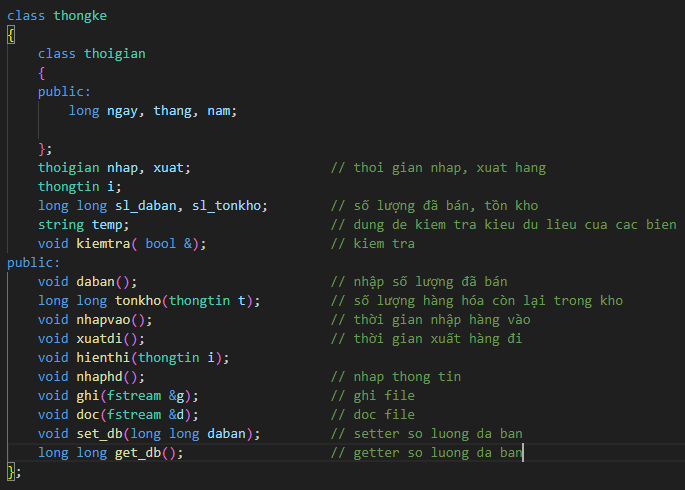 class thongke
{
    class thoigian
    {
    public:
        long ngay, thang, nam;
    };
    thoigian nhap, xuat;                  // thoi gian nhap, xuat hang
    thongtin i;
    long long sl_daban, sl_tonkho;        // số lượng đã bán, tồn kho
    string temp;                          // dung de kiem tra kieu du lieu cua cac bien
    void kiemtra( bool &);                // kiem tra
public:
    void daban();                         // nhập số lượng đã bán
    long long tonkho(thongtin t);         // số lượng hàng hóa còn lại trong kho
    void nhapvao();                       // thời gian nhập hàng vào
    void xuatdi();                        // thời gian xuất hàng đi
    void hienthi(thongtin i);
    void nhaphd();                        // nhap thong tin
    void ghi(fstream &g);                 // ghi file
    void doc(fstream &d);                 // doc file
    void set_db(long long daban);         // setter so luong da ban
    long long get_db();                   // getter so luong da ban
};